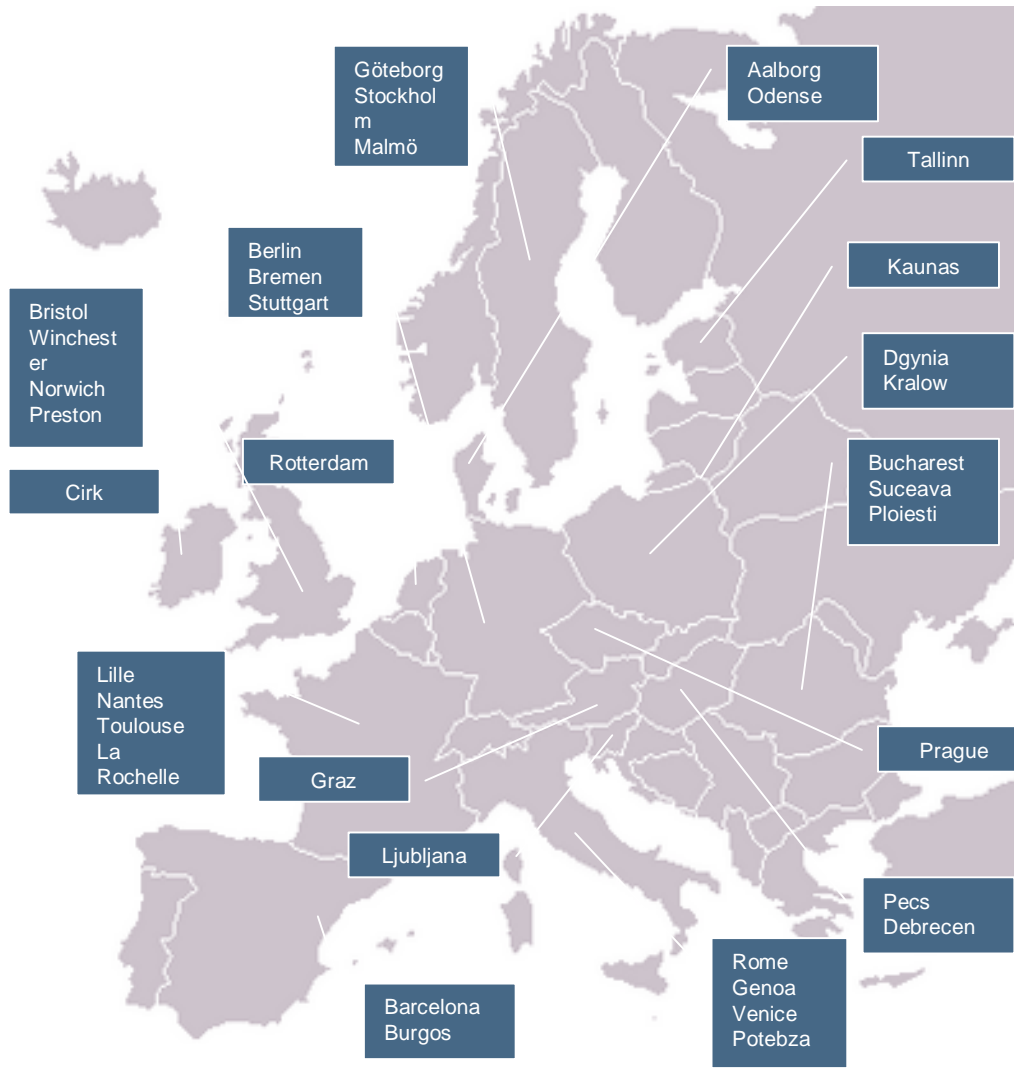 Göteborg
Stockhol
m
Malmö
Aalborg
Odense
Tallinn
Berlin
Bremen
Stuttgart
Kaunas
Bristol
Winchest
er
Norwich
Preston
Dgynia
Kralow
Rotterdam
Cirk
Bucharest
Suceava
Ploiesti
Lille
Nantes
Toulouse
La
Rochelle
Prague
Graz
Ljubljana
Pecs
Debrecen
Rome
Genoa
Venice
Potebza
Barcelona
Burgos